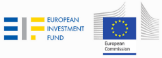 EUROPEAN
INVESTMENT
FUND
European
Commission